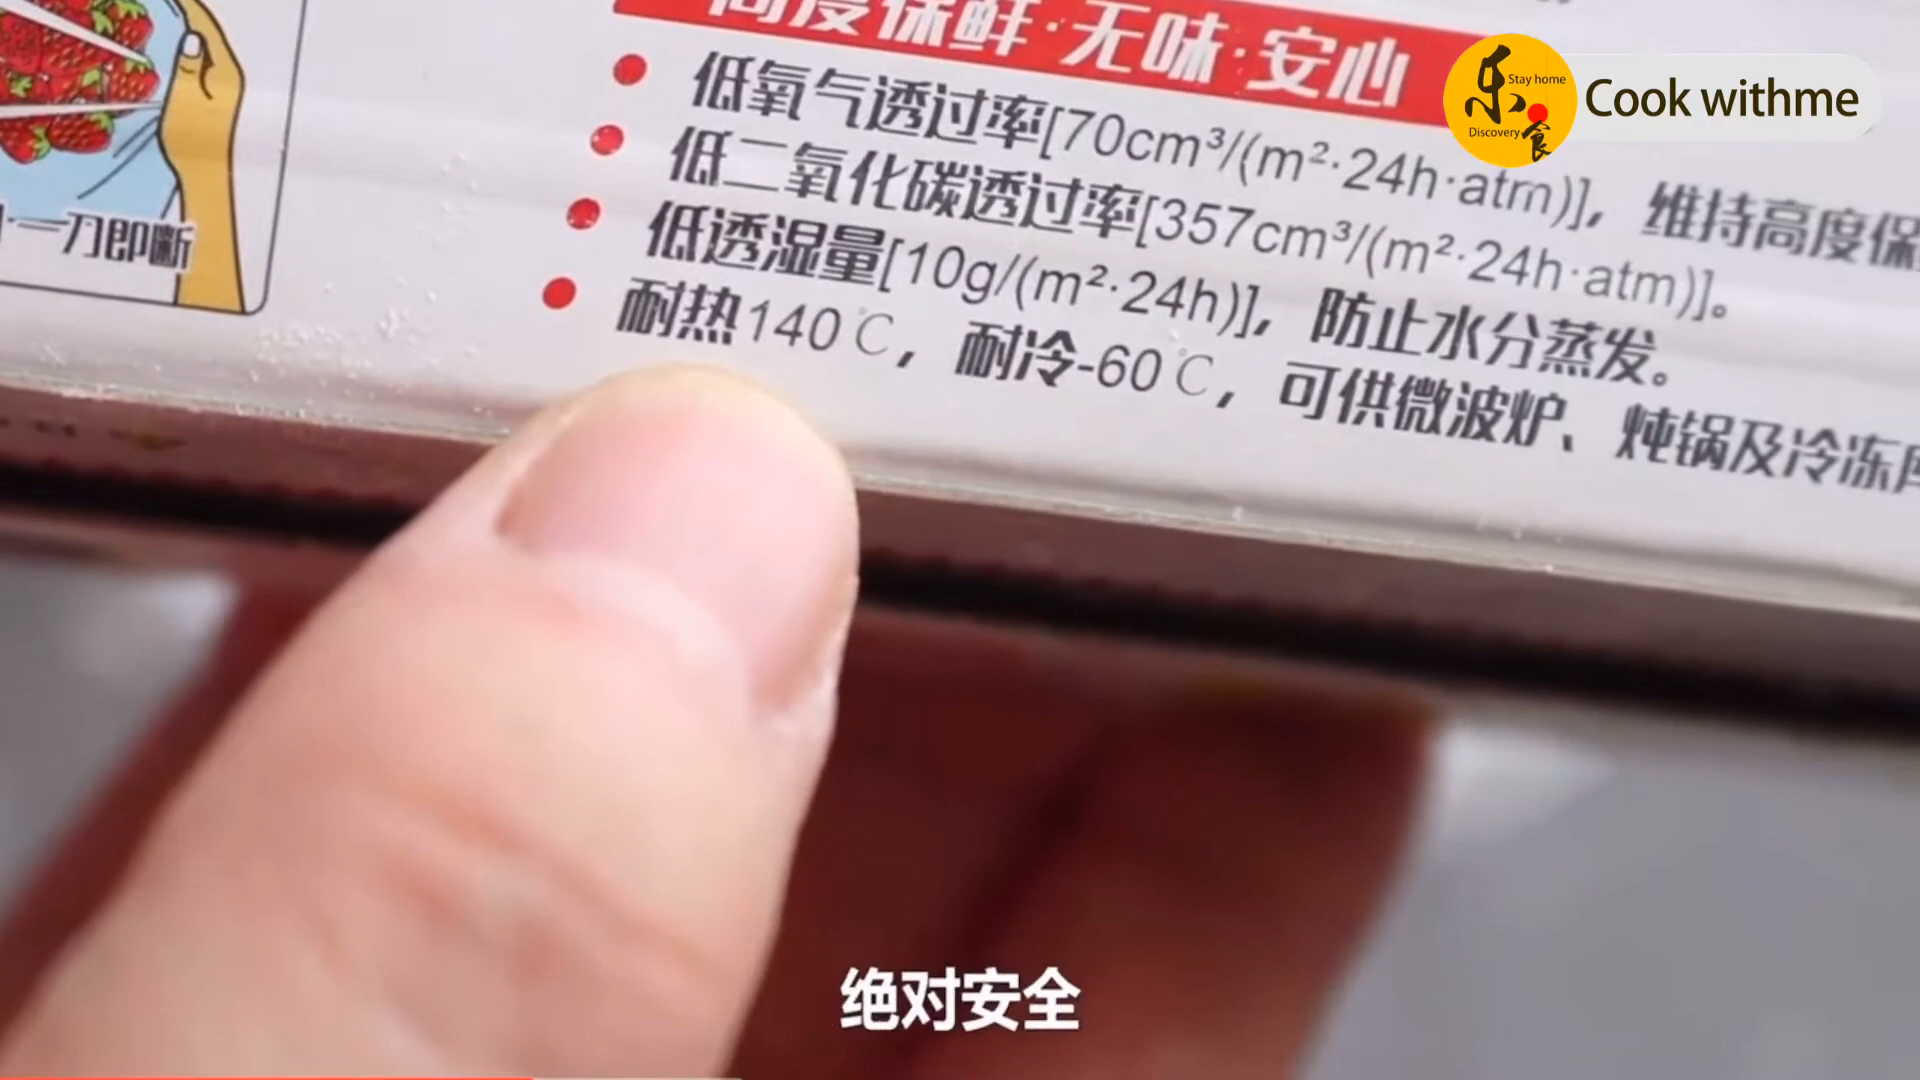 高度保鲜·无味·安心
低氧气透过率[70cm³/(m²·24h·atm)]，维持高度保
低二氧化碳透过率[357cm³/(m²·24h·atm)]。
低透湿量[10g/(m²·24h)]，防止水分蒸发。
耐热140℃，耐冷-60℃，可供微波炉、炖锅及冷冻库
一刀即断
乐食
Stay home
Discovery
Cook withme
绝对安全